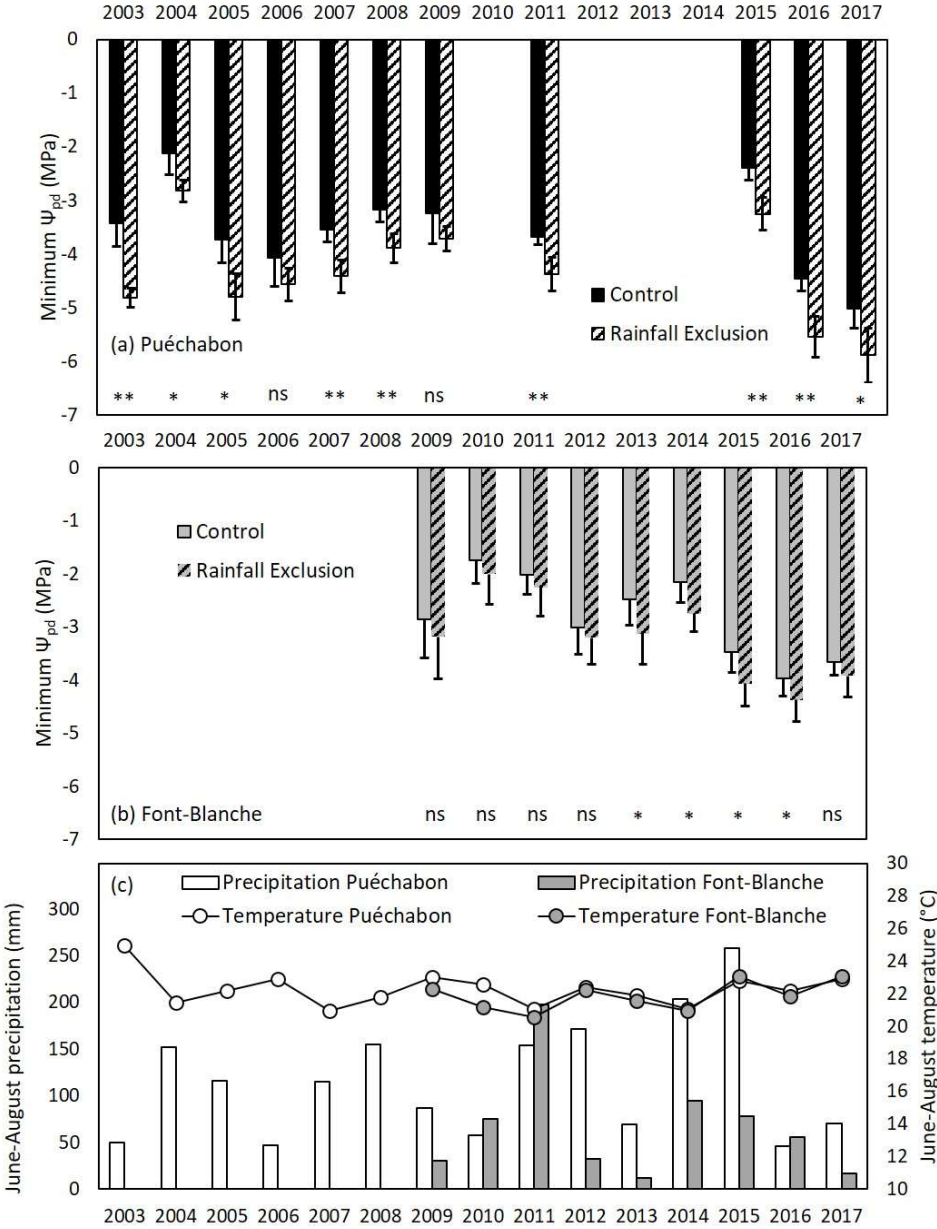 2003 2004 2005 2006 2007 2008 2009 2010 2011 2012 2013 2014 2015 2016 2017
0
-1
-2
-3
-4
-5
-6
-7
Minimum Ψpd (MPa)
Control
Rainfall Exclusion
(a) Puéchabon
** * * ns ** ** ns ** ** ** *
2003 2004 2005 2006 2007 2008 2009 2010 2011 2012 2013 2014 2015 2016 2017
0
-1
-2
-3
-4
-5
-6
-7
Minimum Ψpd (MPa)
Control
Rainfall Exclusion
(b) Font-Blanche
ns ns ns ns * * * * ns
(c)
Precipitation Puéchabon
Precipitation Font-Blanche
Temperature Puéchabon
Temperature Font-Blanche
June-August precipitation (mm)
300
250
200
150
100
50
0
30
28
26
24
22
20
18
16
14
12
10
June-August temperature (°C)
2003 2004 2005 2006 2007 2008 2009 2010 2011 2012 2013 2014 2015 2016 2017